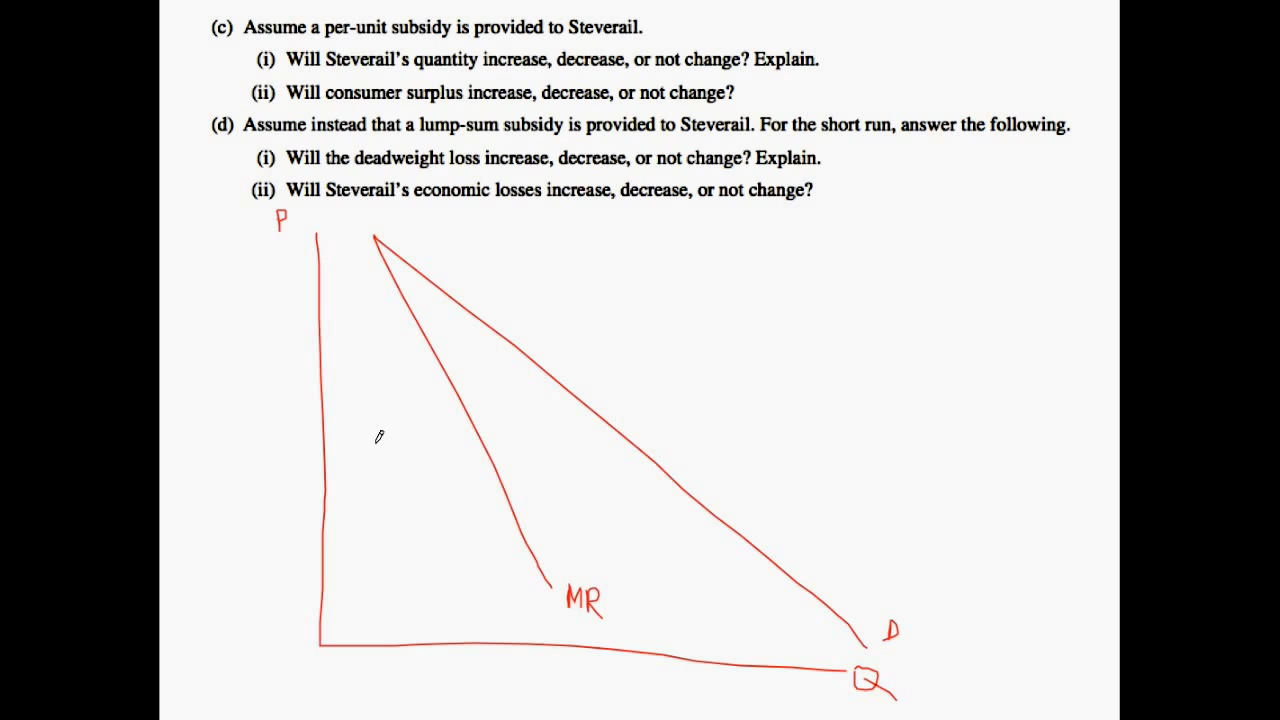 (c) Assume a per-unit subsidy is provided to Steverail.
(i) Will Steverail's quantity increase, decrease, or not change? Explain.
(ii) Will consumer surplus increase, decrease, or not change?
(d) Assume instead that a lump-sum subsidy is provided to Steverail. For the short run, answer the following.
(i) Will the deadweight loss increase, decrease, or not change? Explain.
(ii) Will Steverail's economic losses increase, decrease, or not change?
P
MR
D
Q